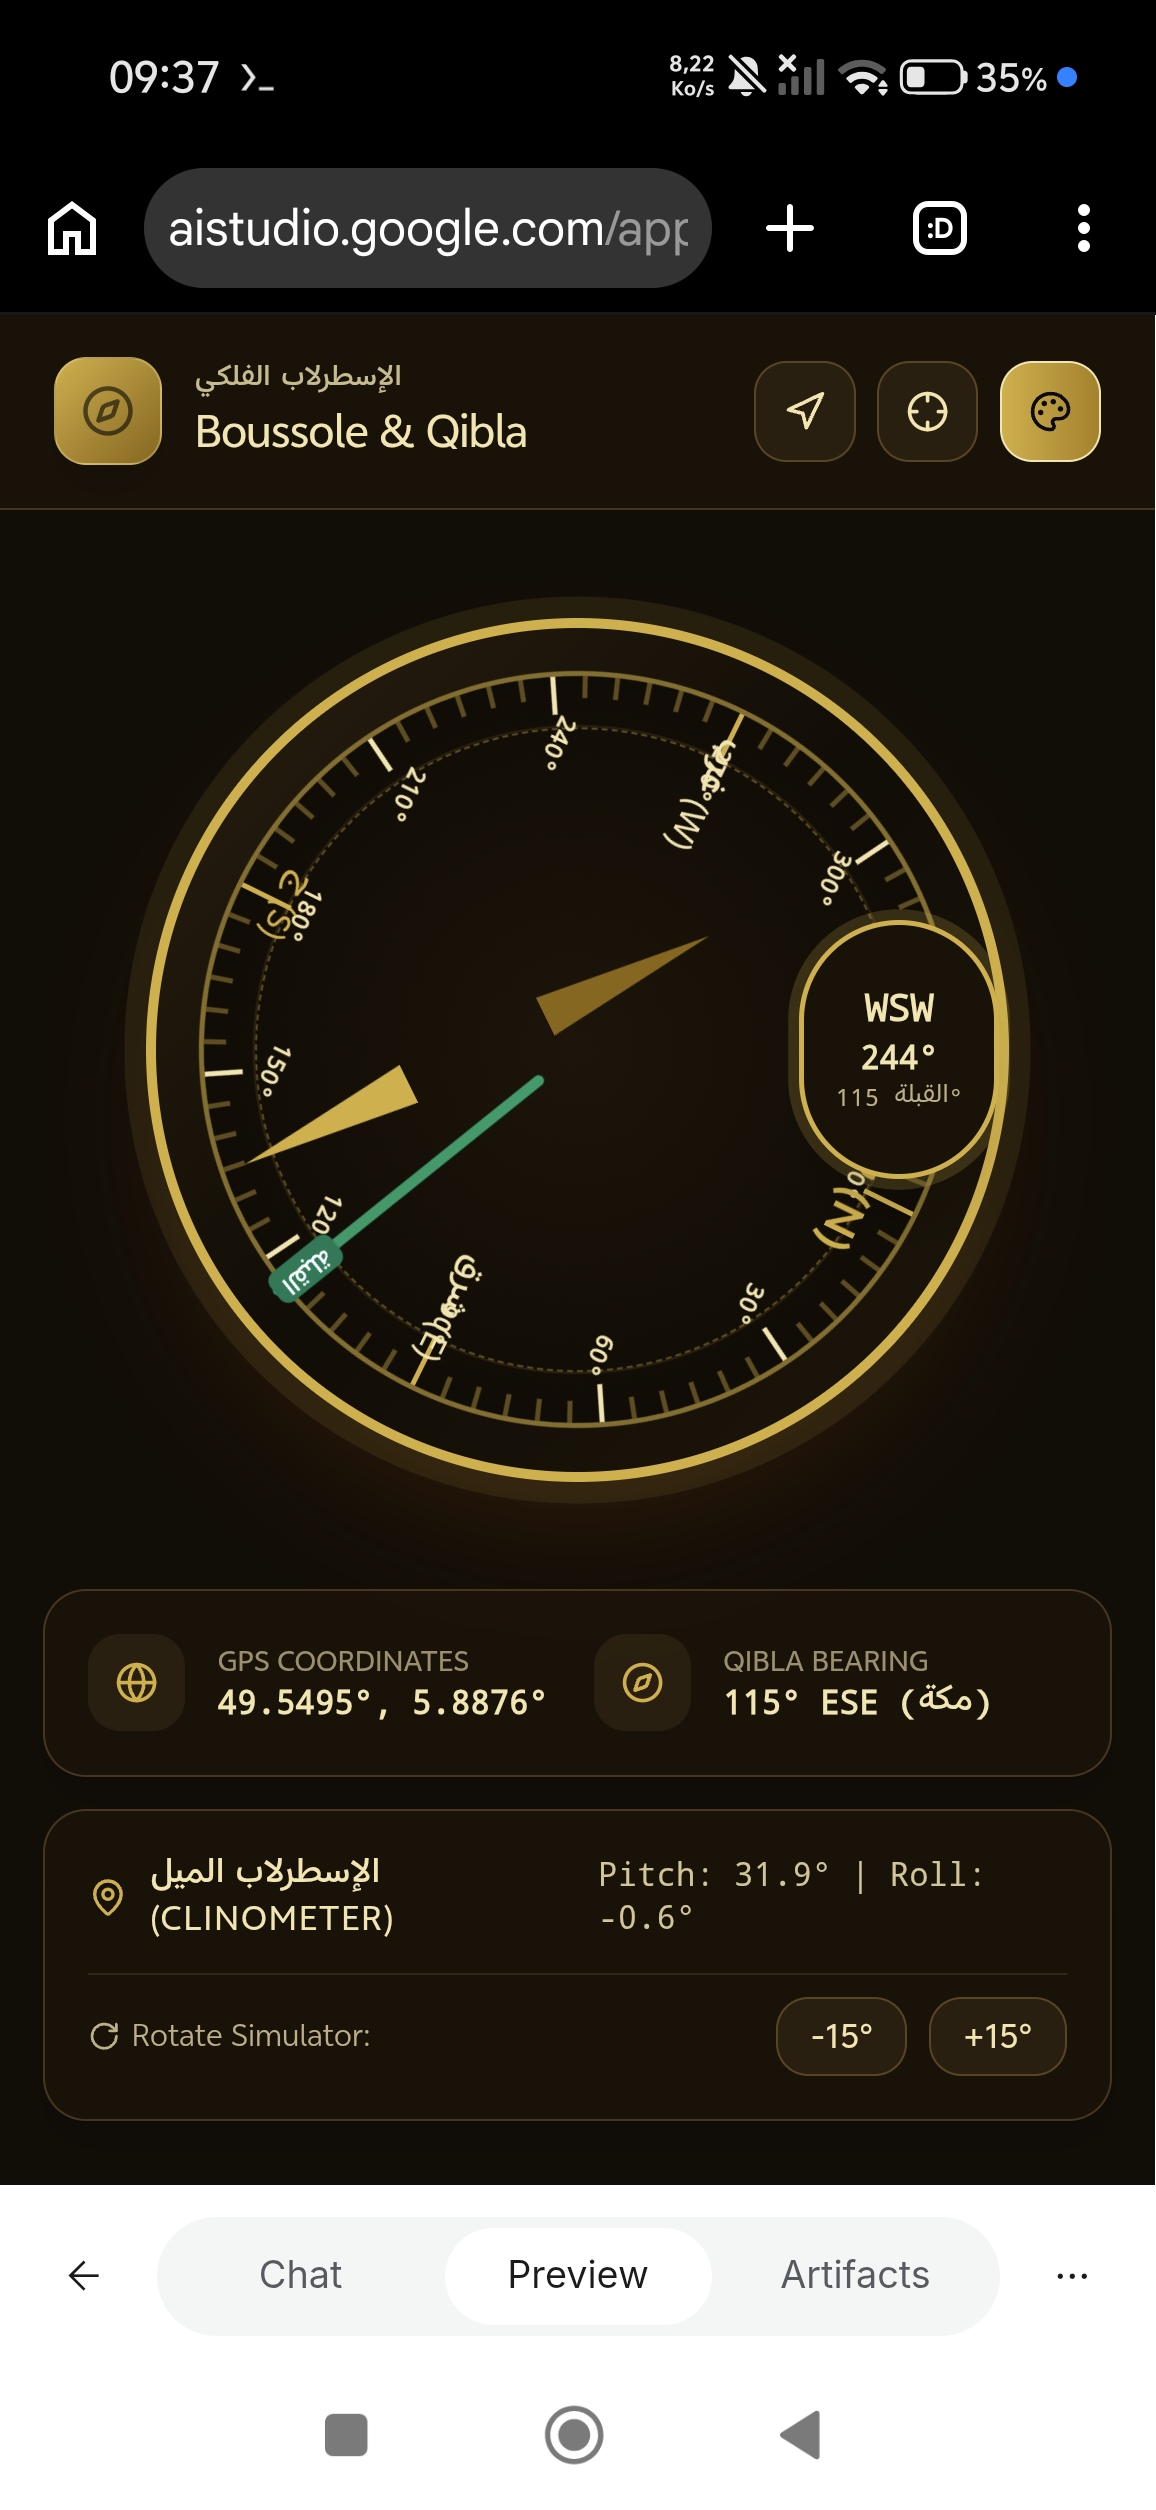 09:37
8,22
Ko/s
35%
aistudio.google.com/app
:D
الإسطرلاب الفلكي
Boussole & Qibla
240°
210°
(W)
300°
180°
(S)
150°
WSW
244°
القبلة 115°
120
(N)
30°
60°
GPS COORDINATES
49.5495°, 5.8876°
QIBLA BEARING
115° ESE (مكة)
الإسطرلاب الميل
(CLINOMETER)
Pitch: 31.9° | Roll:
-0.6°
Rotate Simulator:
-15°
+15°
Chat
Preview
Artifacts